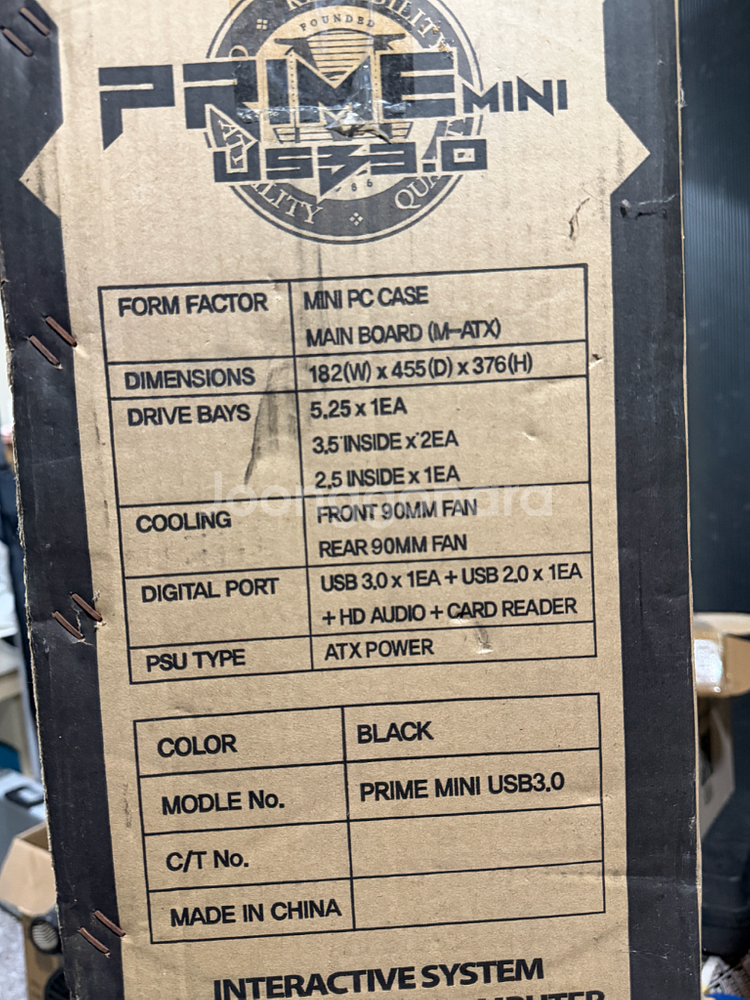 FOUNDED
PRIME MINI
USB3.0
86
FORM FACTOR MINI PC CASE
MAIN BOARD (M-ATX)
DIMENSIONS 182(W) x 455(D) x 376(H)
DRIVE BAYS 5.25 x 1EA
3.5 INSIDE x 2EA
2.5 INSIDE x 1EA
COOLING FRONT 90MM FAN
REAR 90MM FAN
DIGITAL PORT USB 3.0 x 1EA + USB 2.0 x 1EA
+ HD AUDIO + CARD READER
PSU TYPE ATX POWER
COLOR BLACK
MODLE No. PRIME MINI USB3.0
C/T No.
MADE IN CHINA
INTERACTIVE SYSTEM